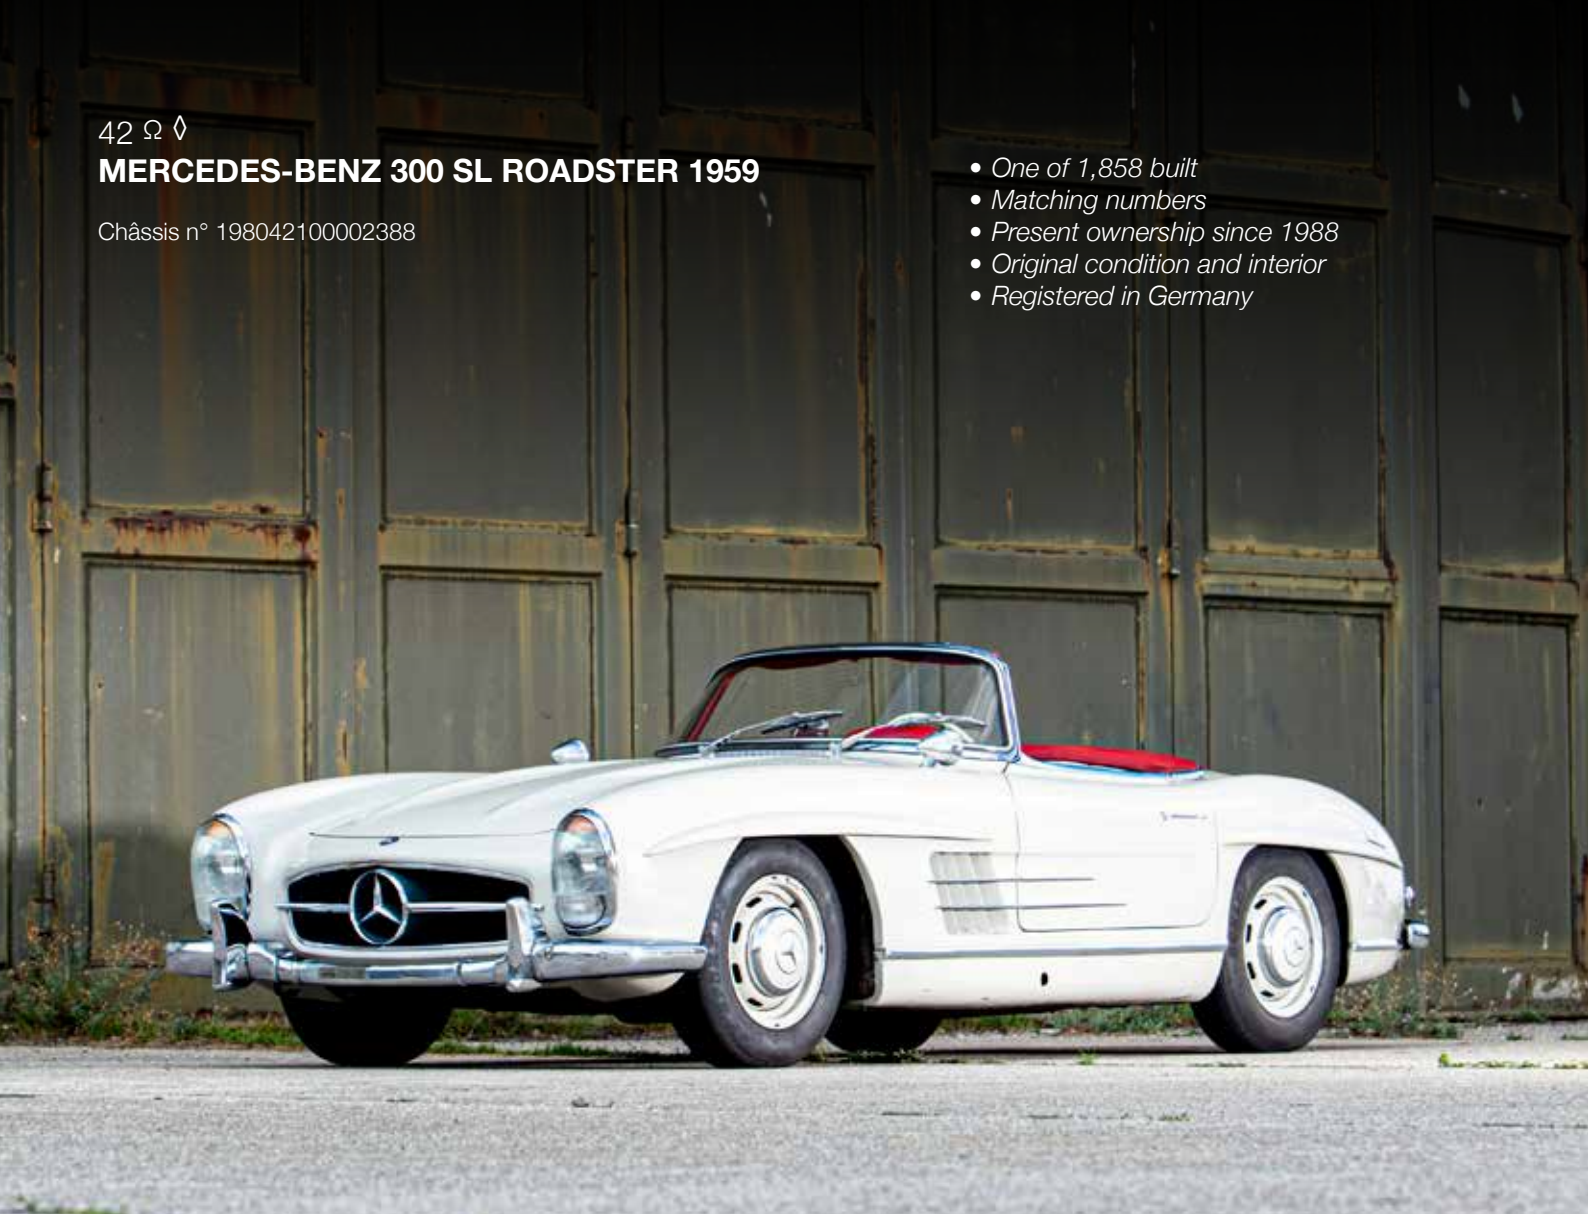 42 Ω ◊
MERCEDES-BENZ 300 SL ROADSTER 1959
Châssis n° 198042100002388
• One of 1,858 built
• Matching numbers
• Present ownership since 1988
• Original condition and interior
• Registered in Germany